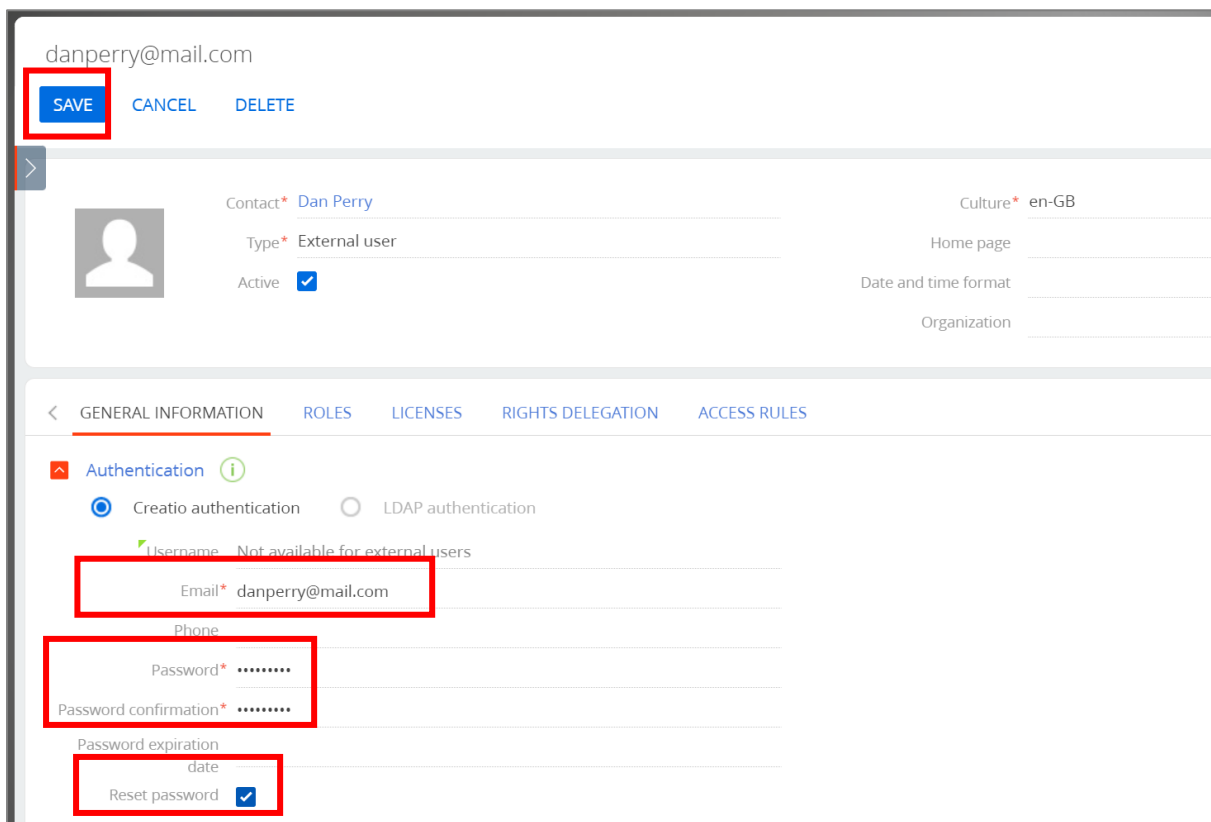 danperry@mail.com
SAVE CANCEL DELETE
Contact* Dan Perry
Type* External user
Active
Culture* en-GB
Home page
Date and time format
Organization
GENERAL INFORMATION ROLES LICENSES RIGHTS DELEGATION ACCESS RULES
Authentication i
Creatio authentication LDAP authentication
Username Not available for external users
Email* danperry@mail.com
Phone
Password* •••••••••
Password confirmation* •••••••••
Password expiration
date
Reset password